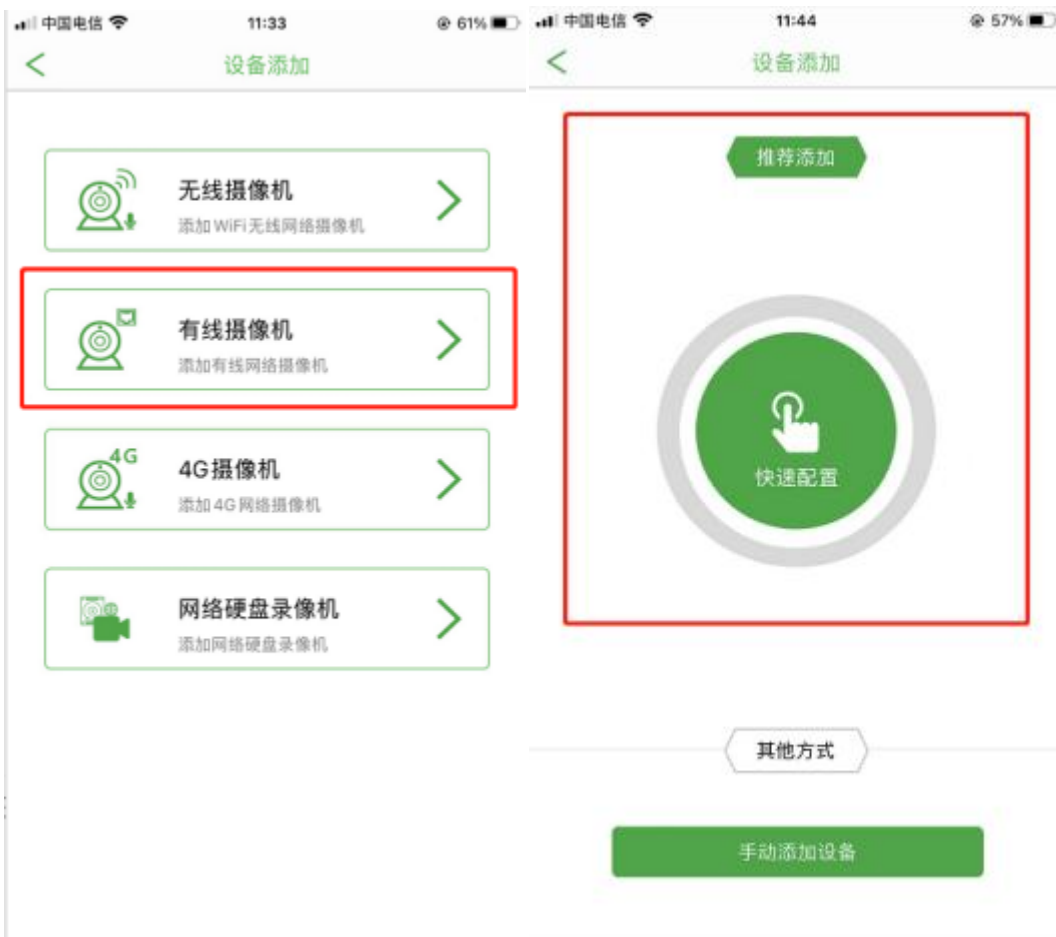 中国电信
11:33
61%
设备添加
无线摄像机
添加WiFi无线网络摄像机
有线摄像机
添加有线网络摄像机
4G
4G摄像机
添加4G网络摄像机
网络硬盘录像机
添加网络硬盘录像机
中国电信
11:44
57%
设备添加
推荐添加
快速配置
其他方式
手动添加设备